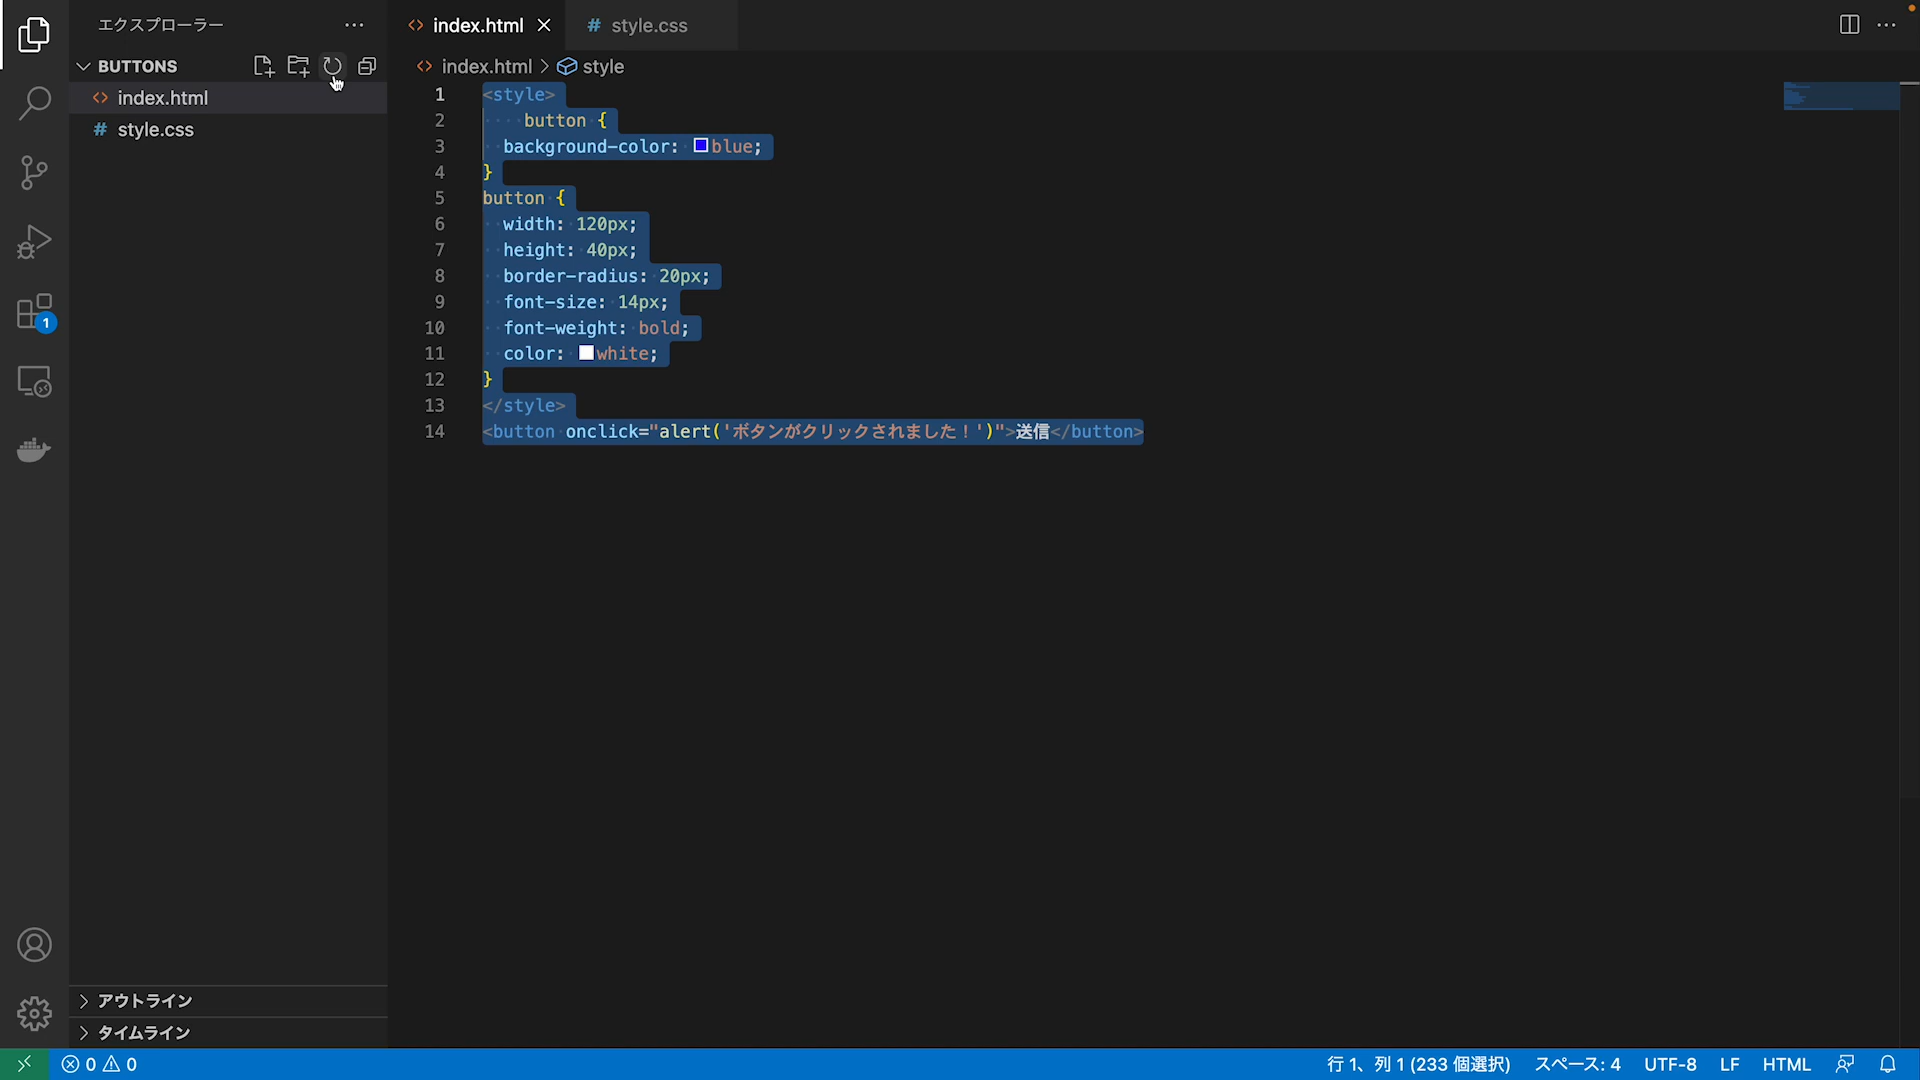 エクスプローラー
index.html
# style.css
BUTTONS
index.html > style
index.html
# style.css
1 <style>
2 button {
3 background-color: blue;
4 }
5 button {
6 width: 120px;
7 height: 40px;
8 border-radius: 20px;
9 font-size: 14px;
10 font-weight: bold;
11 color: white;
12 }
13 </style>
14 <button onclick="alert('ボタンがクリックされました！')">送信</button>
1
アウトライン
タイムライン
0 0
行 1、列 1 (233 個選択)
スペース: 4
UTF-8
LF
HTML